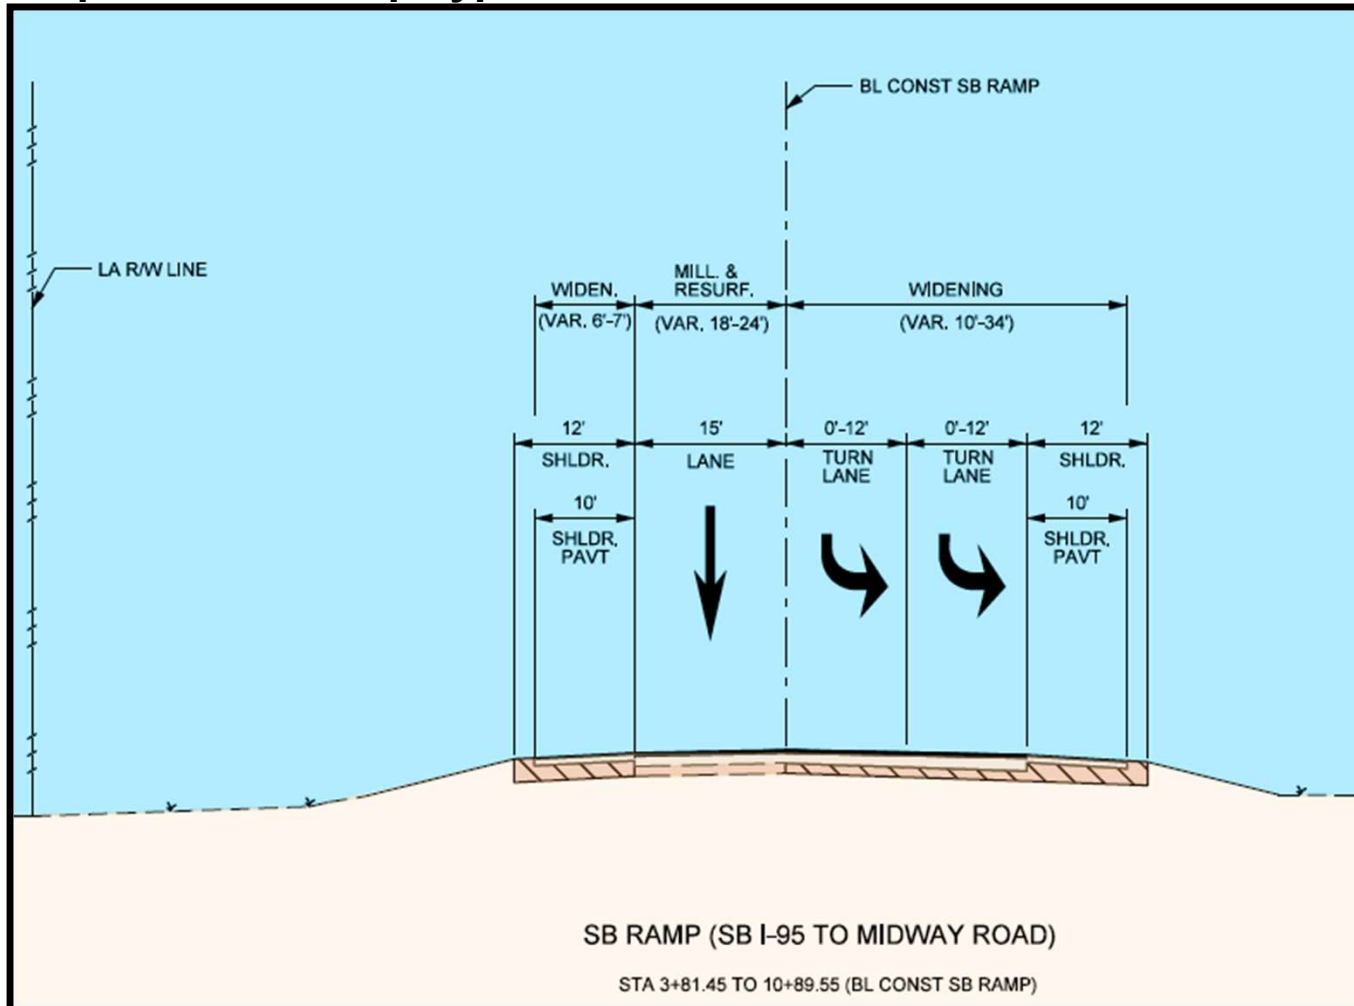 BL CONST SB RAMP
LA R/W LINE
WIDEN.
(VAR. 6'-7')
MILL. &
RESURF.
(VAR. 18'-24')
WIDENING
(VAR. 10'-34')
12'
SHLDR.
15'
LANE
0'-12'
TURN
LANE
0'-12'
TURN
LANE
12'
SHLDR.
10'
SHLDR.
PAVT
10'
SHLDR.
PAVT
SB RAMP (SB I-95 TO MIDWAY ROAD)
STA 3+81.45 TO 10+89.55 (BL CONST SB RAMP)